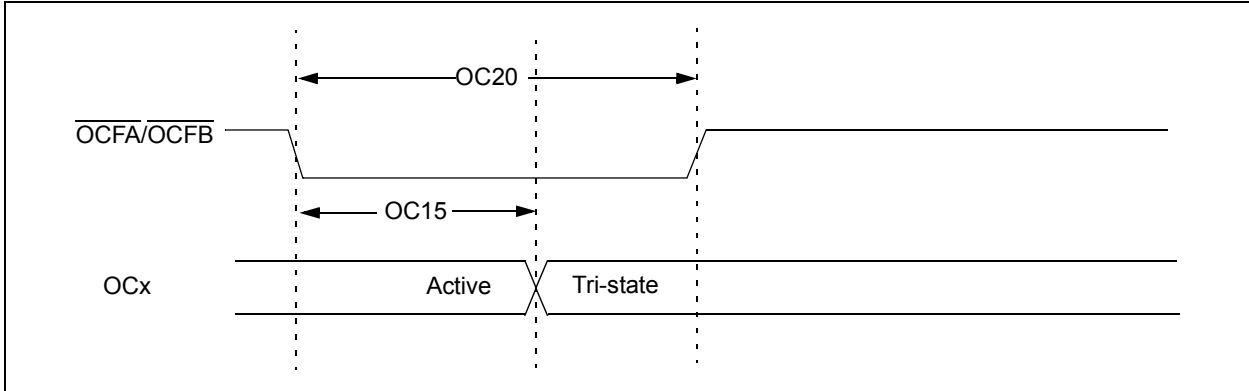 OC20
OCFA/OCFB
OC15
OCx
Active
Tri-state